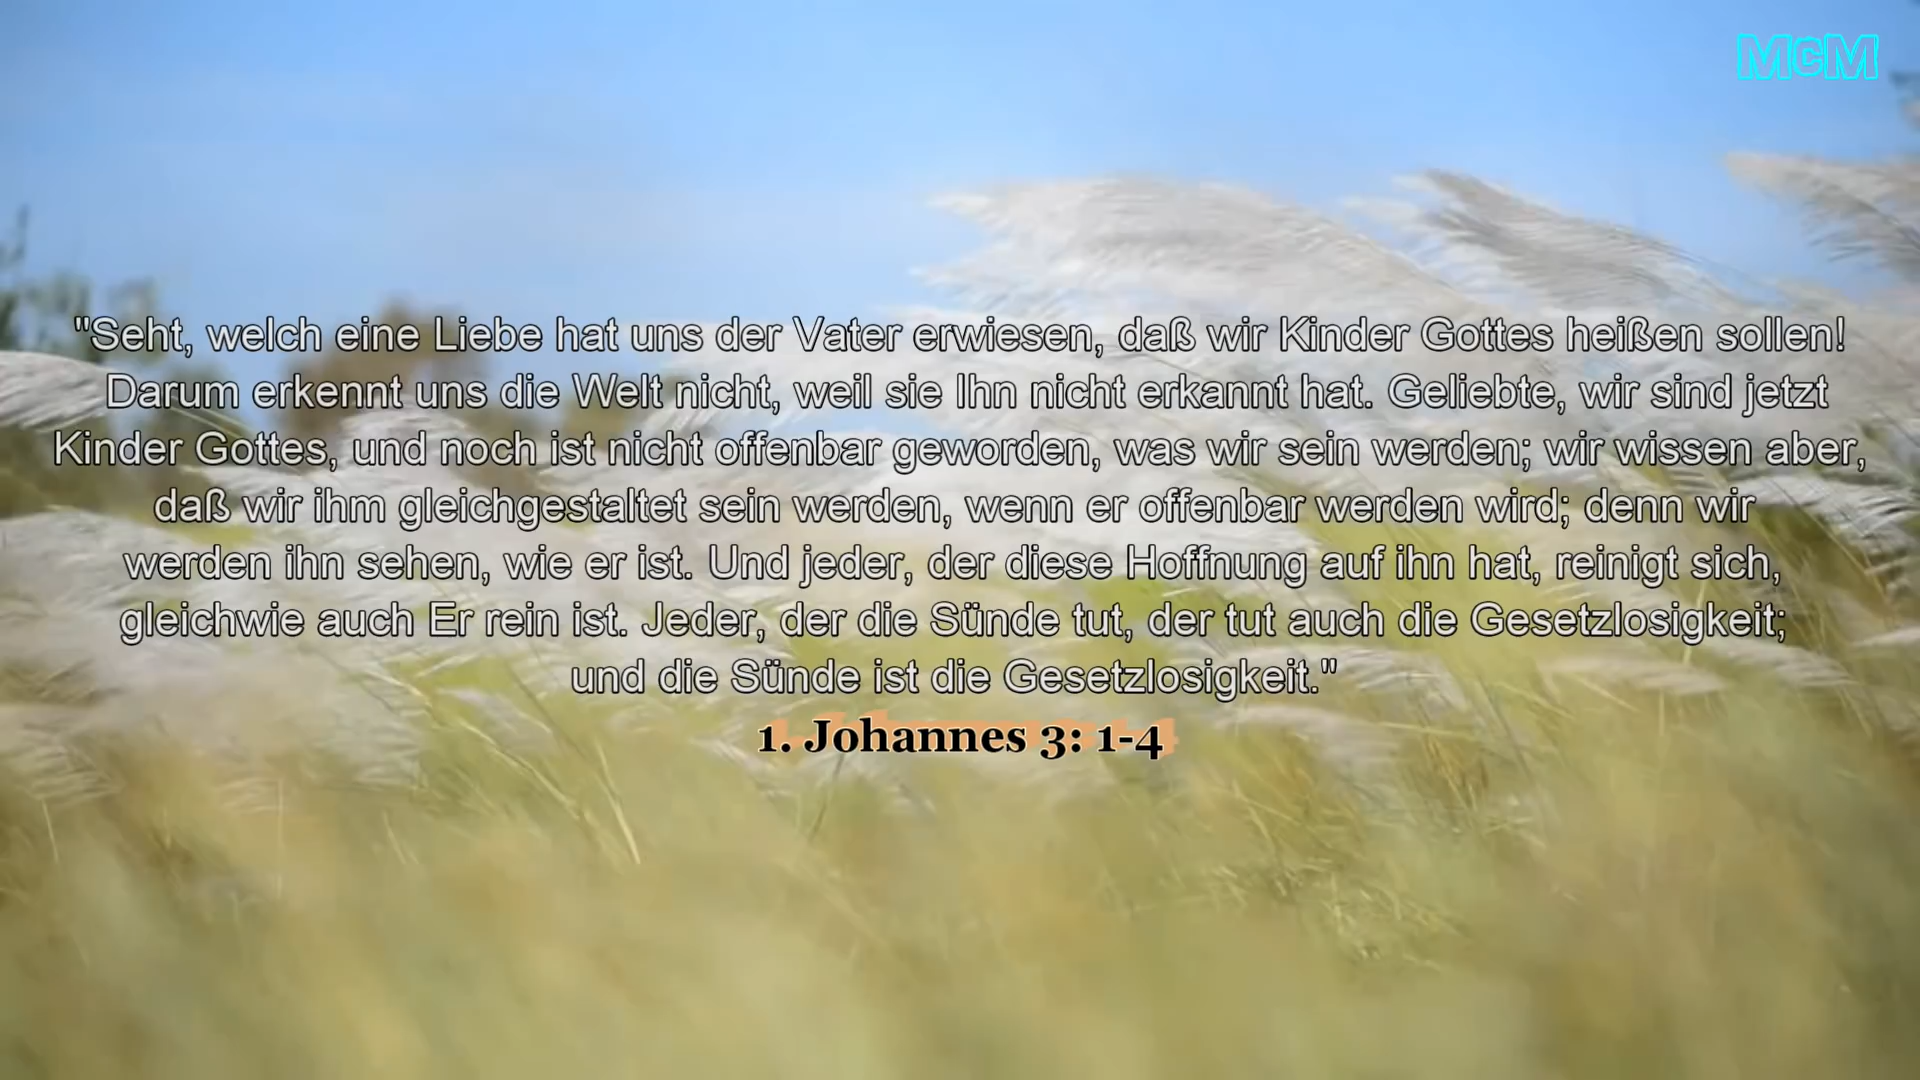 McM
"Seht, welch eine Liebe hat uns der Vater erwiesen, daß wir Kinder Gottes heißen sollen!
Darum erkennt uns die Welt nicht, weil sie Ihn nicht erkannt hat. Geliebte, wir sind jetzt
Kinder Gottes, und noch ist nicht offenbar geworden, was wir sein werden; wir wissen aber,
daß wir ihm gleichgestaltet sein werden, wenn er offenbar werden wird; denn wir
werden ihn sehen, wie er ist. Und jeder, der diese Hoffnung auf ihn hat, reinigt sich,
gleichwie auch Er rein ist. Jeder, der die Sünde tut, der tut auch die Gesetzlosigkeit;
und die Sünde ist die Gesetzlosigkeit."
1. Johannes 3: 1-4